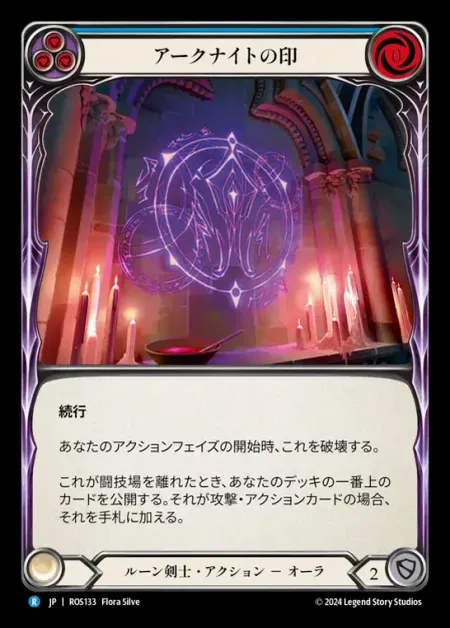 アークナイトの印
0
続行
あなたのアクションフェイズの開始時、これを破壊する。
これが闘技場を離れたとき、あなたのデッキの一番上の
カードを公開する。それが攻撃・アクションカードの場合、
それを手札に加える。
ルーン剣士・アクション － オーラ
2
R JP | ROS133 Flora Silve
© 2024 Legend Story Studios